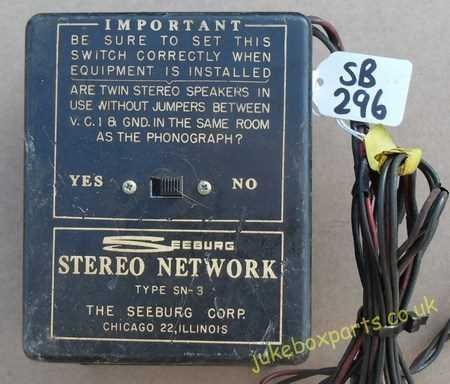 IMPORTANT
BE SURE TO SET THIS
SWITCH CORRECTLY WHEN
EQUIPMENT IS INSTALLED
ARE TWIN STEREO SPEAKERS IN
USE WITHOUT JUMPERS BETWEEN
V.C.1 & GND. IN THE SAME ROOM
AS THE PHONOGRAPH?
YES NO
SEEBURG
STEREO NETWORK
TYPE SN-3
THE SEEBURG CORP.
CHICAGO 22, ILLINOIS
SB
296
jukeboxparts.co.uk